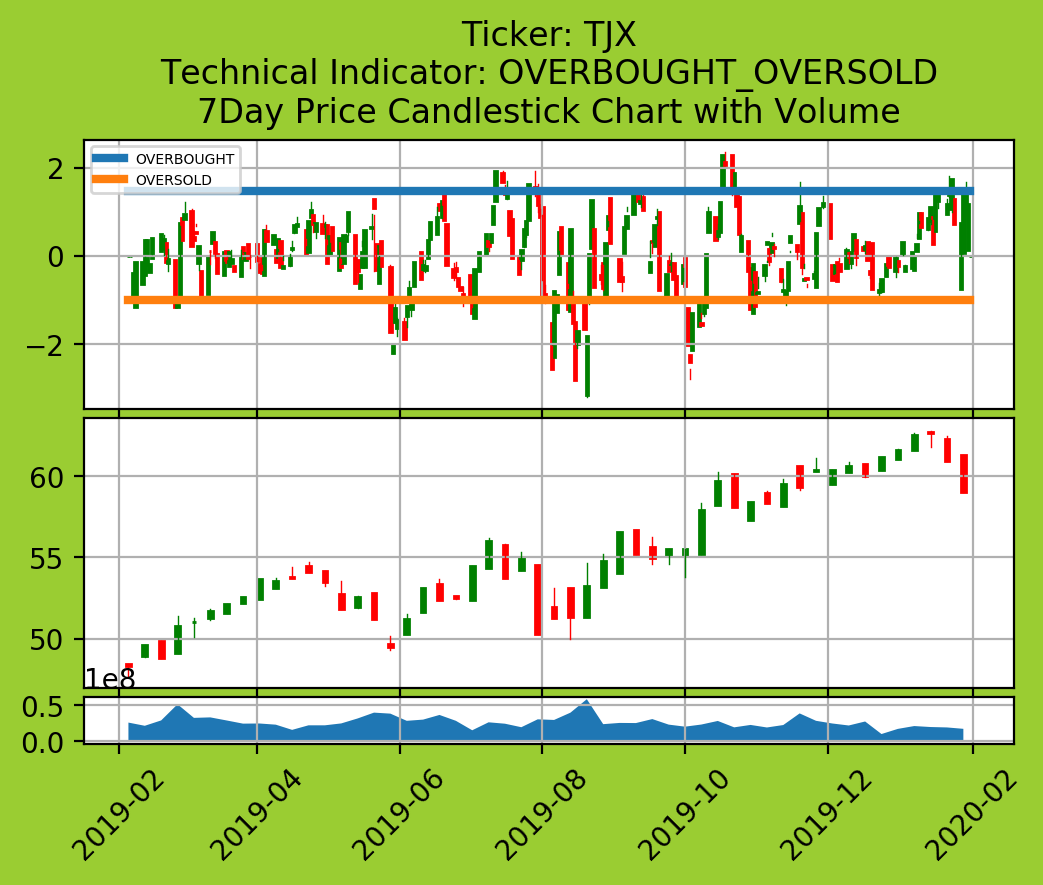 Ticker: TJX
Technical Indicator: OVERBOUGHT_OVERSOLD
7Day Price Candlestick Chart with Volume
OVERBOUGHT
OVERSOLD
2
0
−2
60
55
50
1e8
0.5
0.0
2019-02
2019-04
2019-06
2019-08
2019-10
2019-12
2020-02